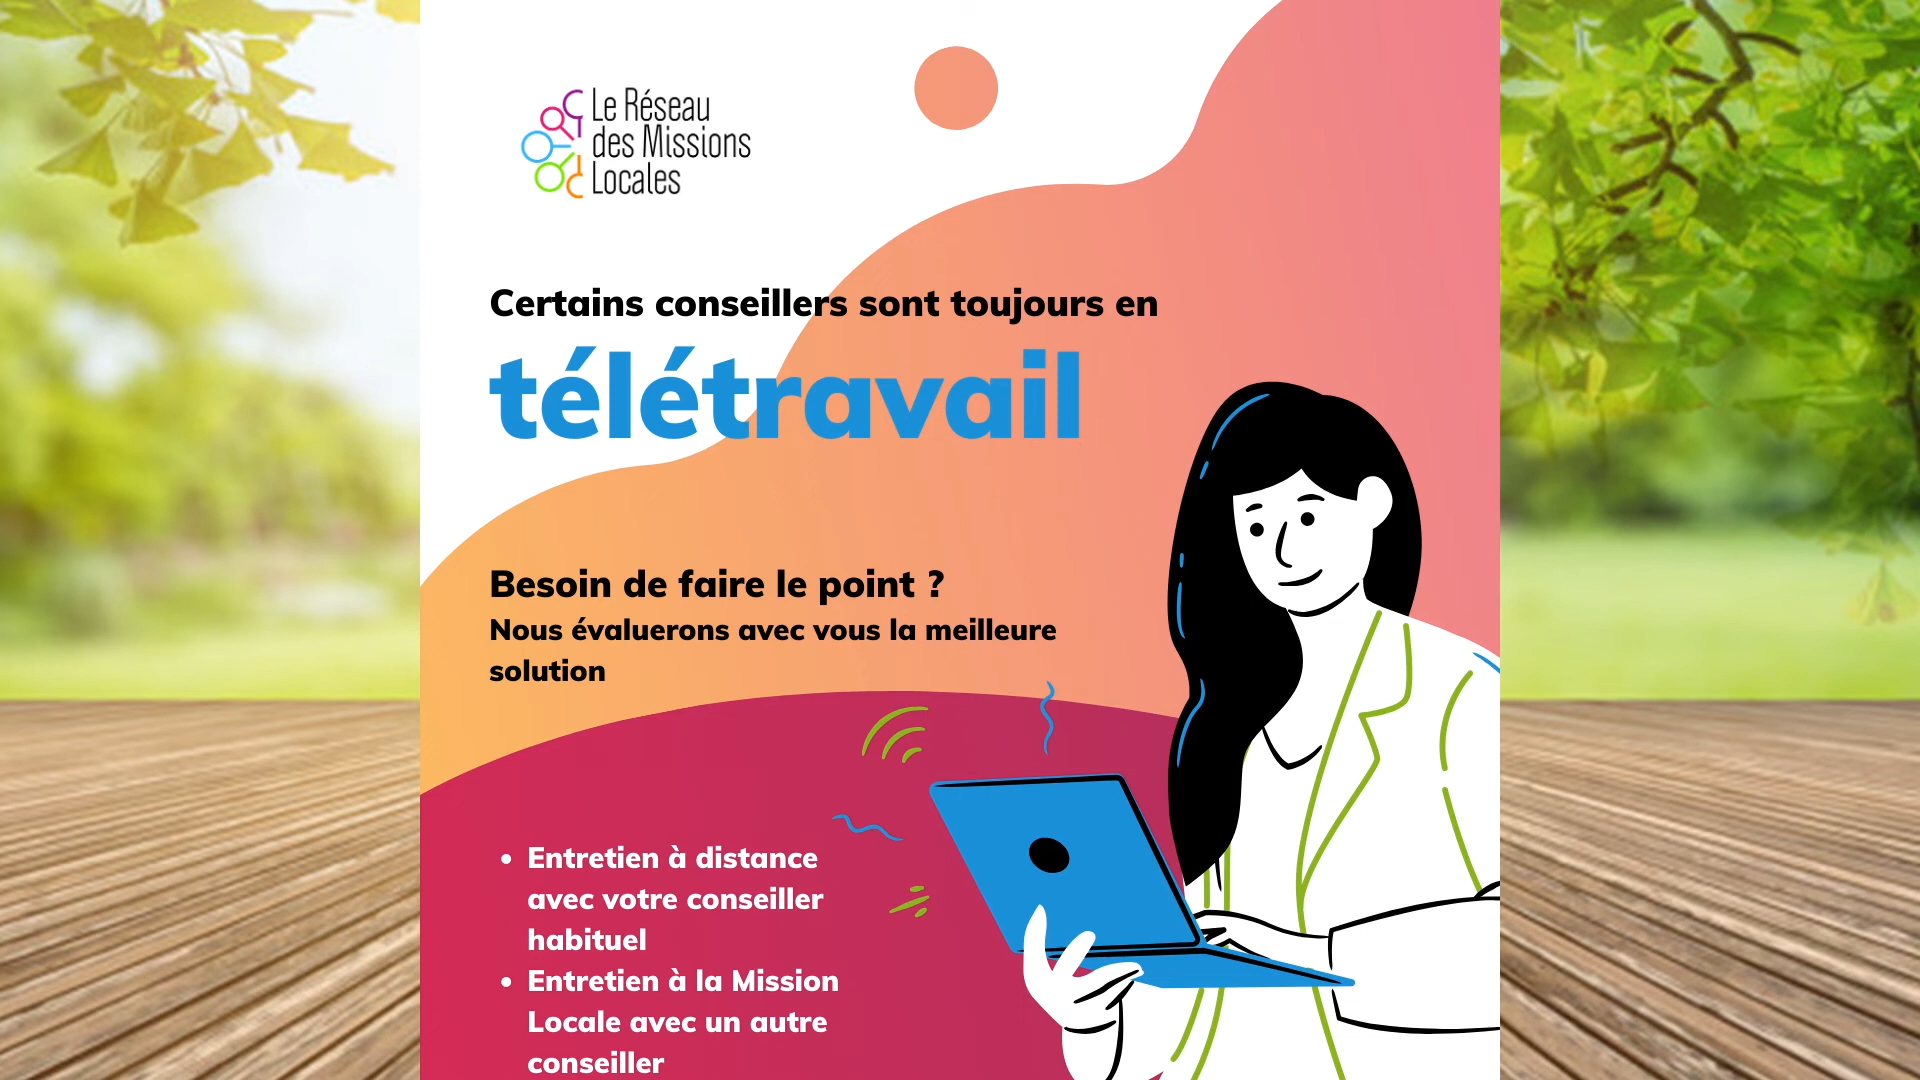 Le Réseau
des Missions
Locales
Certains conseillers sont toujours en
télétravail
Besoin de faire le point ?
Nous évaluerons avec vous la meilleure
solution
• Entretien à distance
avec votre conseiller
habituel
• Entretien à la Mission
Locale avec un autre
conseiller